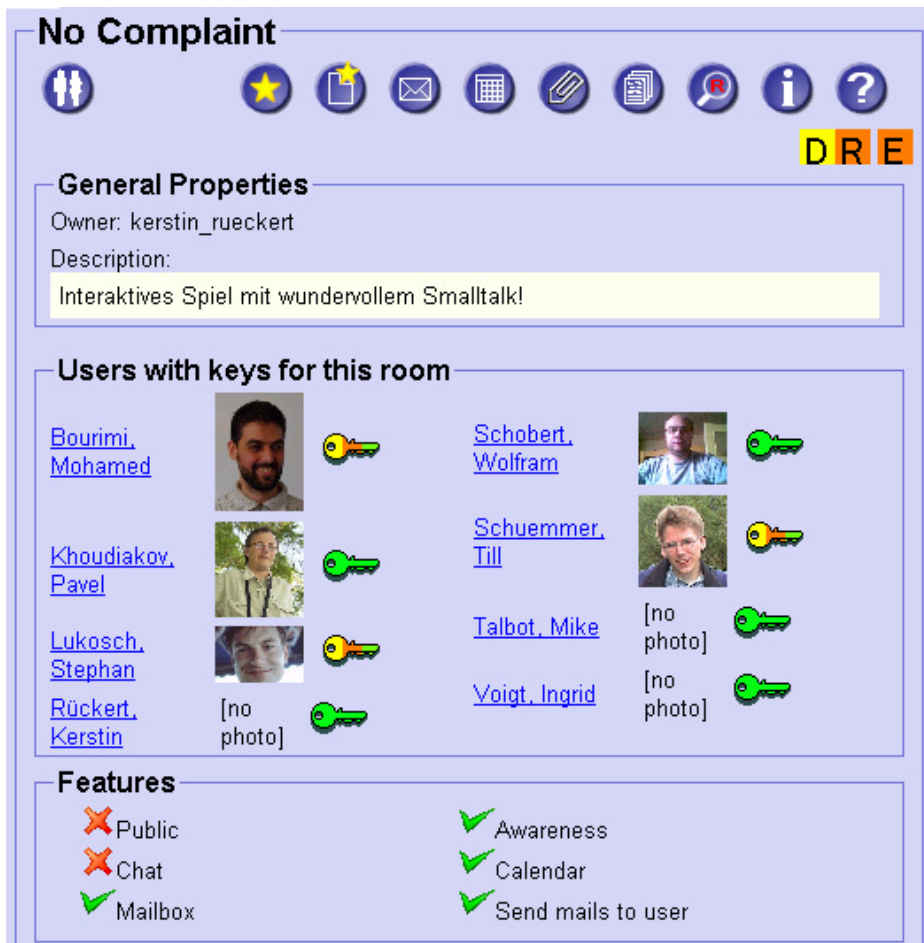 No Complaint
D R E
General Properties
Owner: kerstin_rueckert
Description:
Interaktives Spiel mit wundervollem Smalltalk!
Users with keys for this room
Bourimi,
Mohamed
Khoudiakov,
Pavel
Lukosch,
Stephan
Rückert,
Kerstin
[no
photo]
Schobert,
Wolfram
Schuemmer,
Till
Talbot, Mike
[no
photo]
Voigt, Ingrid
[no
photo]
Features
Public
Chat
Mailbox
Awareness
Calendar
Send mails to user